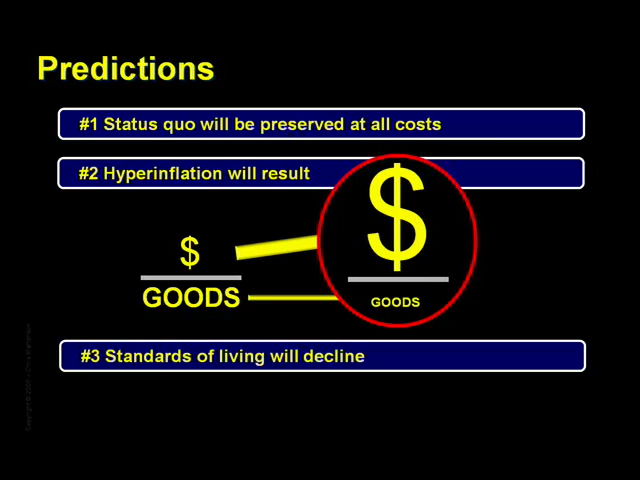 Predictions
#1 Status quo will be preserved at all costs
#2 Hyperinflation will result
$
GOODS
$
GOODS
#3 Standards of living will decline